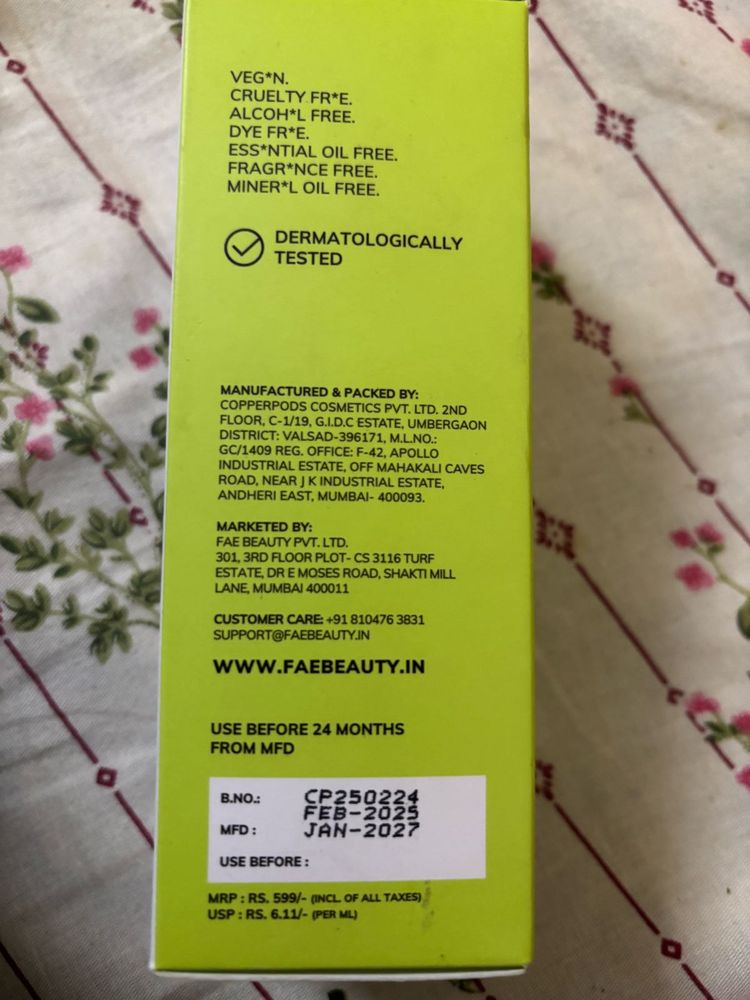 VEG*N.
CRUELTY FR*E.
ALCOH*L FREE.
DYE FR*E.
ESS*NTIAL OIL FREE.
FRAGR*NCE FREE.
MINER*L OIL FREE.
DERMATOLOGICALLY
TESTED
MANUFACTURED & PACKED BY:
COPPERPODS COSMETICS PVT. LTD. 2ND
FLOOR, C-1/19, G.I.D.C ESTATE, UMBERGAON
DISTRICT: VALSAD-396171, M.L.NO.:
GC/1409 REG. OFFICE: F-42, APOLLO
INDUSTRIAL ESTATE, OFF MAHAKALI CAVES
ROAD, NEAR J K INDUSTRIAL ESTATE,
ANDHERI EAST, MUMBAI- 400093.
MARKETED BY:
FAE BEAUTY PVT. LTD.
301, 3RD FLOOR PLOT- CS 3116 TURF
ESTATE, DR E MOSES ROAD, SHAKTI MILL
LANE, MUMBAI 400011
CUSTOMER CARE: +91 810476 3831
SUPPORT@FAEBEAUTY.IN
WWW.FAEBEAUTY.IN
USE BEFORE 24 MONTHS
FROM MFD
B.NO.: CP250224
FEB-2025
MFD : JAN-2027
USE BEFORE :
MRP : RS. 599/- (INCL. OF ALL TAXES)
USP : RS. 6.11/- (PER ML)